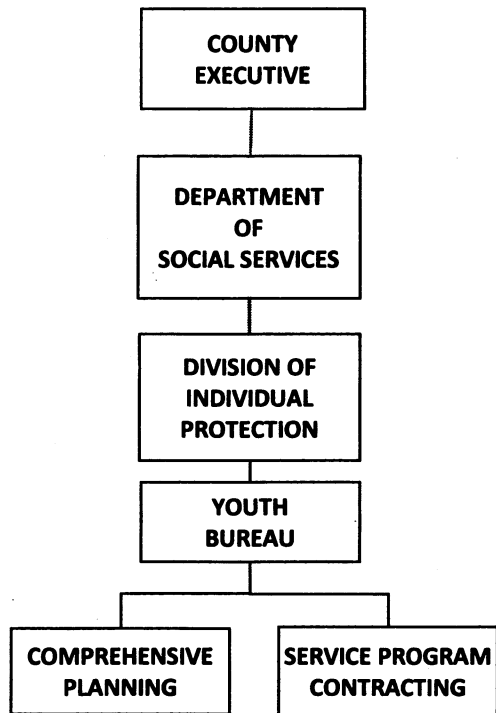 COUNTY
EXECUTIVE
DEPARTMENT
OF
SOCIAL SERVICES
DIVISION OF
INDIVIDUAL
PROTECTION
YOUTH
BUREAU
COMPREHENSIVE
PLANNING
SERVICE PROGRAM
CONTRACTING